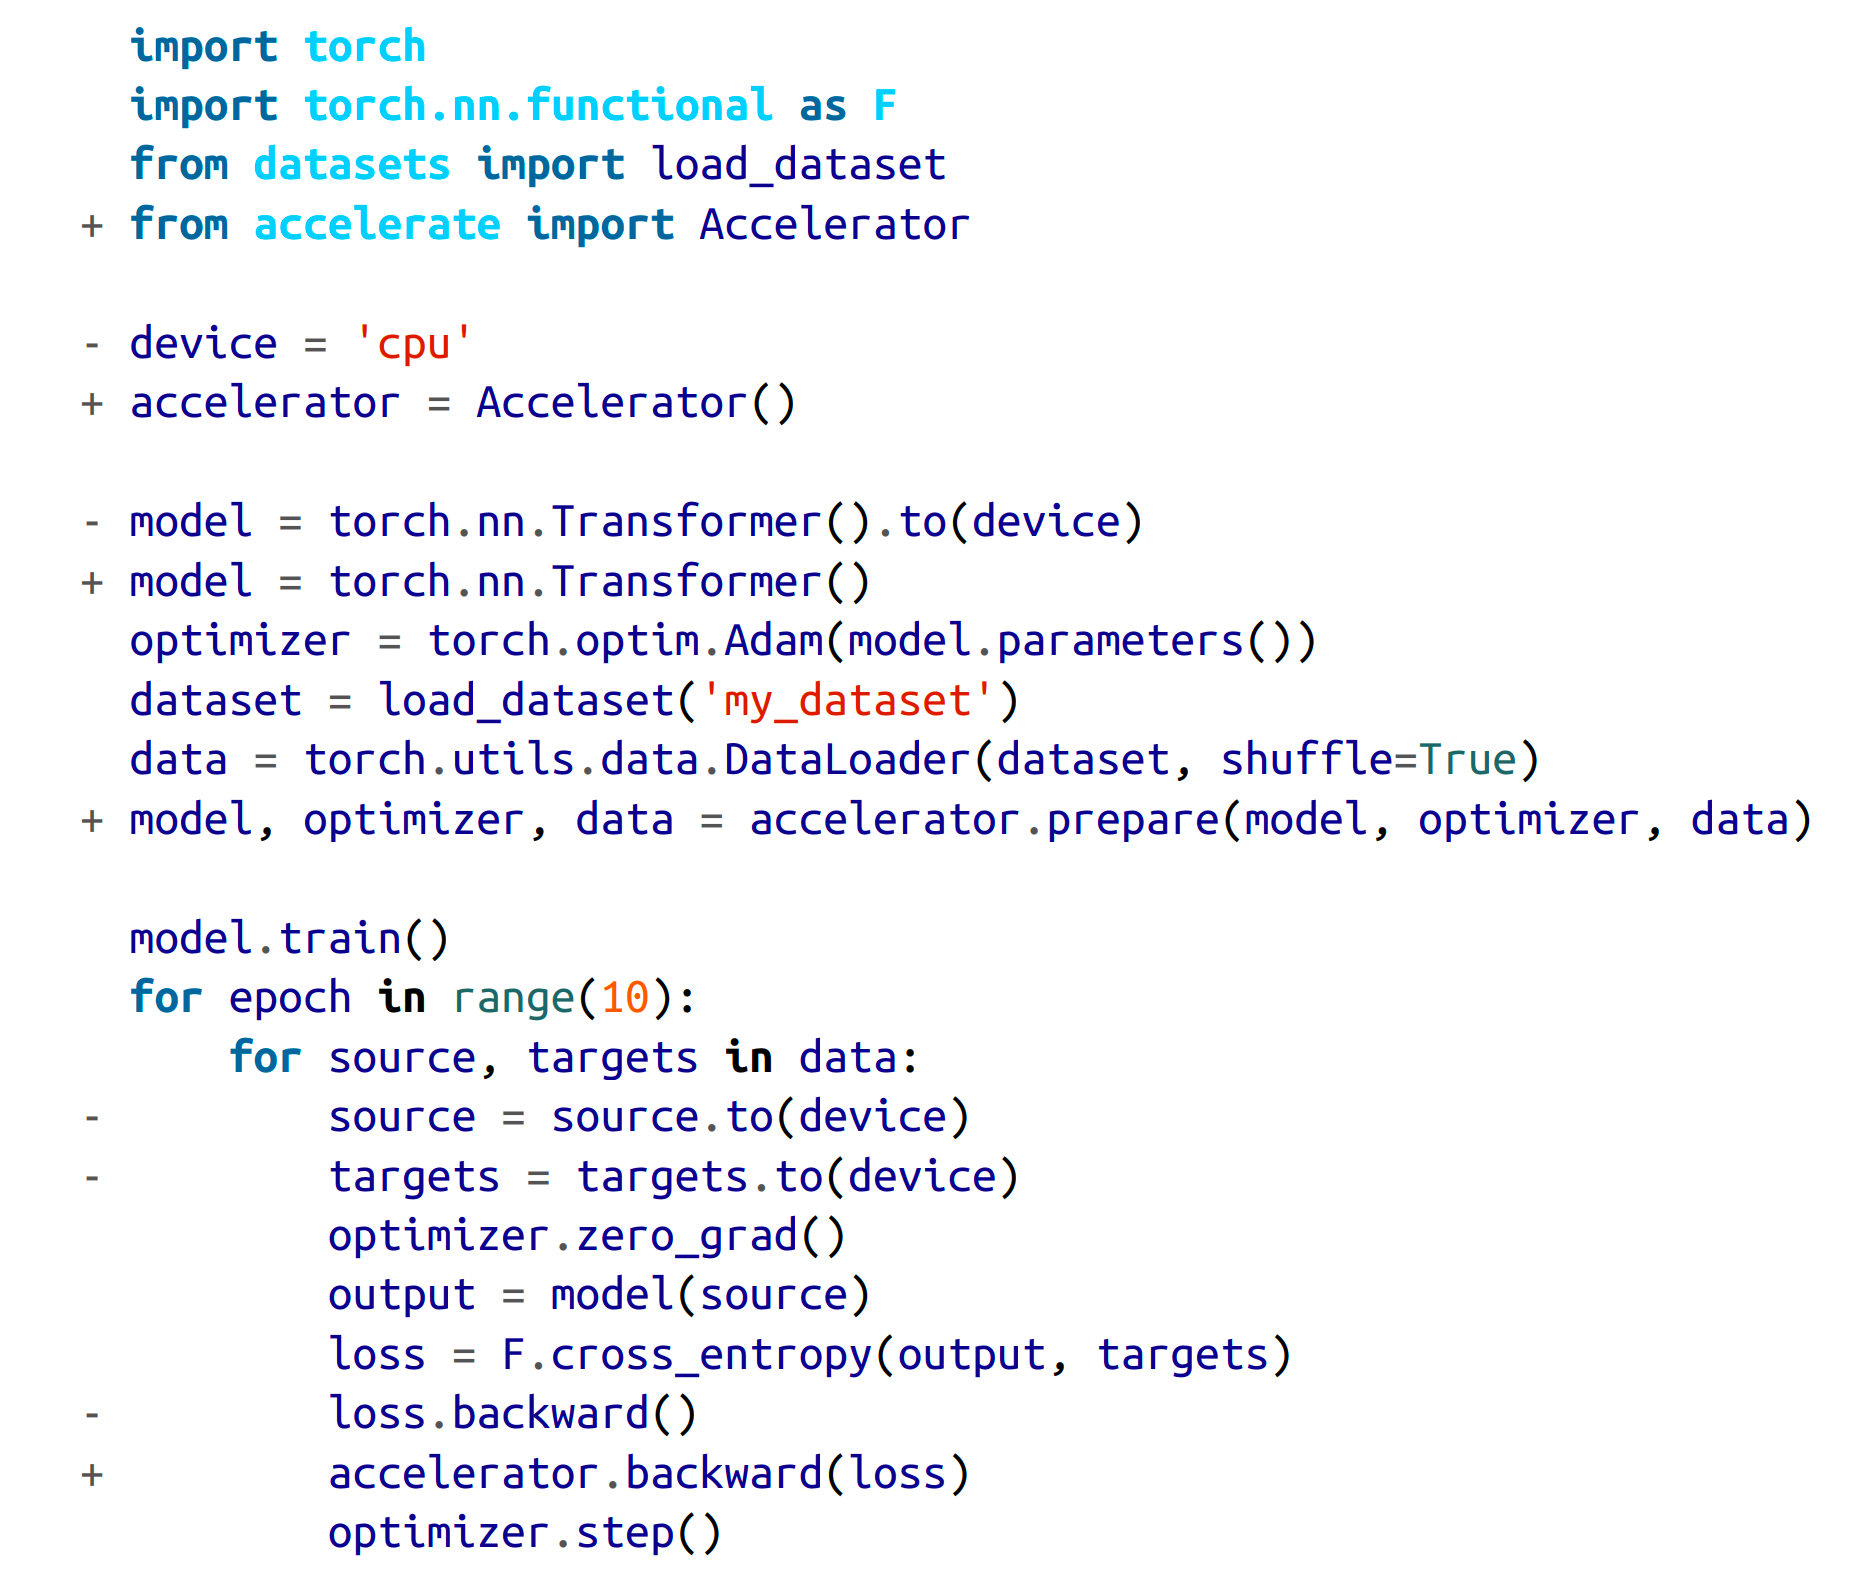 import torch
  import torch.nn.functional as F
  from datasets import load_dataset
+ from accelerate import Accelerator

- device = 'cpu'
+ accelerator = Accelerator()

- model = torch.nn.Transformer().to(device)
+ model = torch.nn.Transformer()
  optimizer = torch.optim.Adam(model.parameters())
  dataset = load_dataset('my_dataset')
  data = torch.utils.data.DataLoader(dataset, shuffle=True)
+ model, optimizer, data = accelerator.prepare(model, optimizer, data)

  model.train()
  for epoch in range(10):
      for source, targets in data:
-         source = source.to(device)
-         targets = targets.to(device)
          optimizer.zero_grad()
          output = model(source)
          loss = F.cross_entropy(output, targets)
-         loss.backward()
+         accelerator.backward(loss)
          optimizer.step()